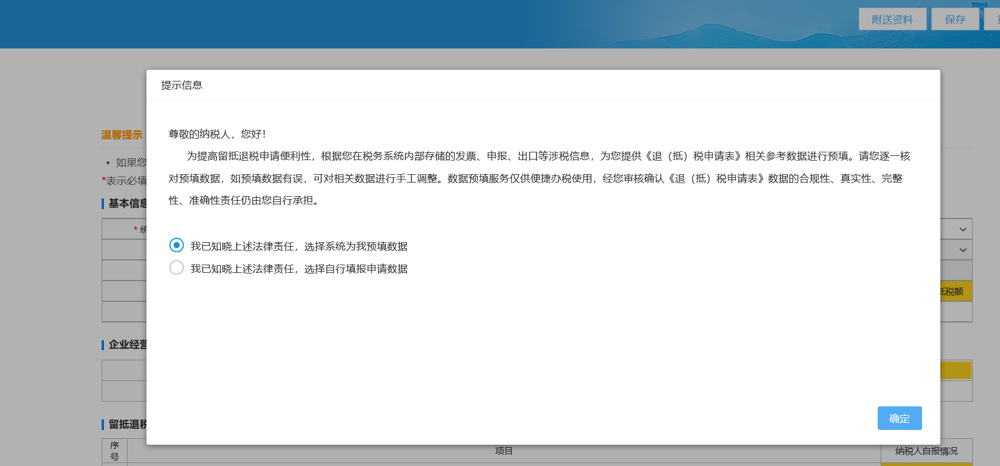 附送资料
保存
提示信息
尊敬的纳税人，您好！
为提高留抵退税申请便利性，根据您在税务系统内部存储的发票、申报、出口等涉税信息，为您提供《退（抵）税申请表》相关参考数据进行预填。请您逐一核
对预填数据，如预填数据有误，可对相关数据进行手工调整。数据预填服务仅供便捷办税使用，经您审核确认《退（抵）税申请表》数据的合规性、真实性、完整
性、准确性责任仍由您自行承担。
我已知晓上述法律责任，选择系统为我预填数据
我已知晓上述法律责任，选择自行填报申请数据
确定
温馨提示
• 如果您
*表示必填
基本信息
* 统
抵税额
企业经营
留抵退税
序号
项目
纳税人自报情况